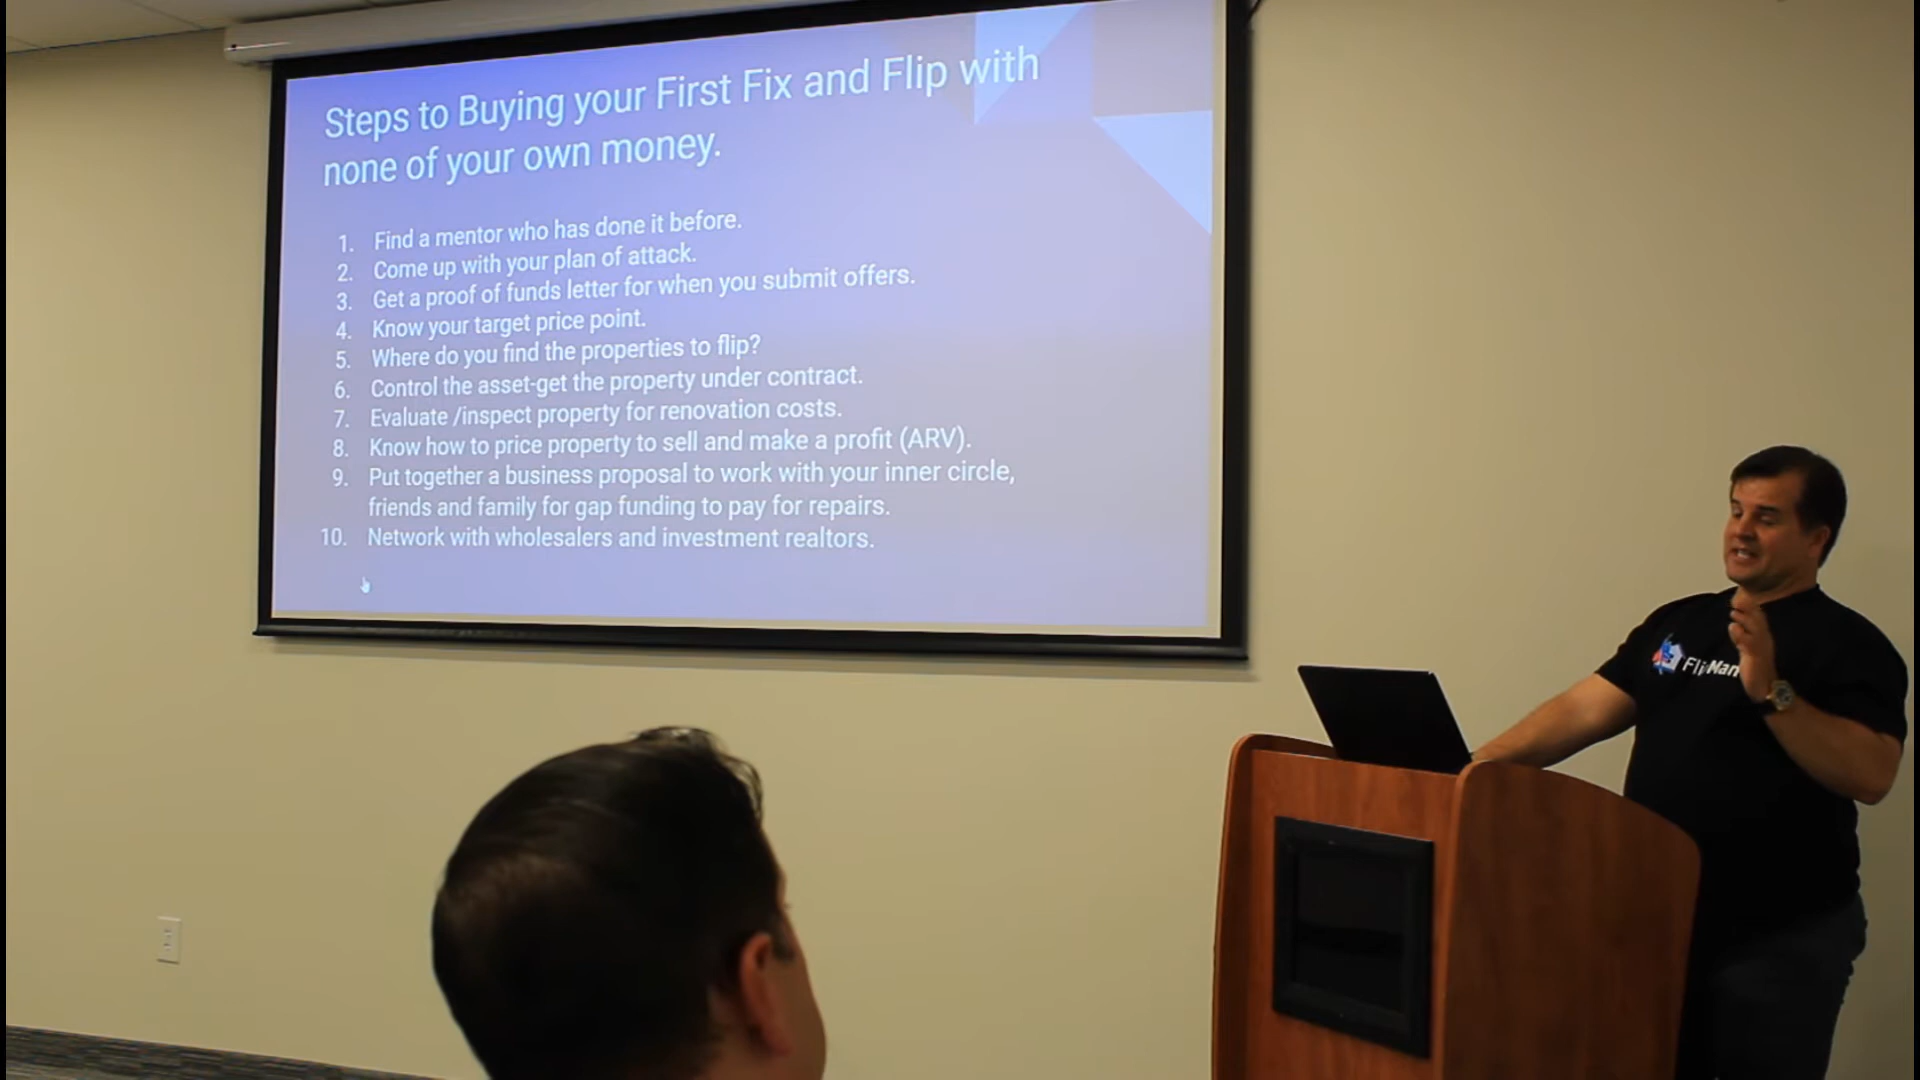 Steps to Buying your First Fix and Flip with
none of your own money.
1. Find a mentor who has done it before.
2. Come up with your plan of attack.
3. Get a proof of funds letter for when you submit offers.
4. Know your target price point.
5. Where do you find the properties to flip?
6. Control the asset-get the property under contract.
7. Evaluate /inspect property for renovation costs.
8. Know how to price property to sell and make a profit (ARV).
9. Put together a business proposal to work with your inner circle,
friends and family for gap funding to pay for repairs.
10. Network with wholesalers and investment realtors.